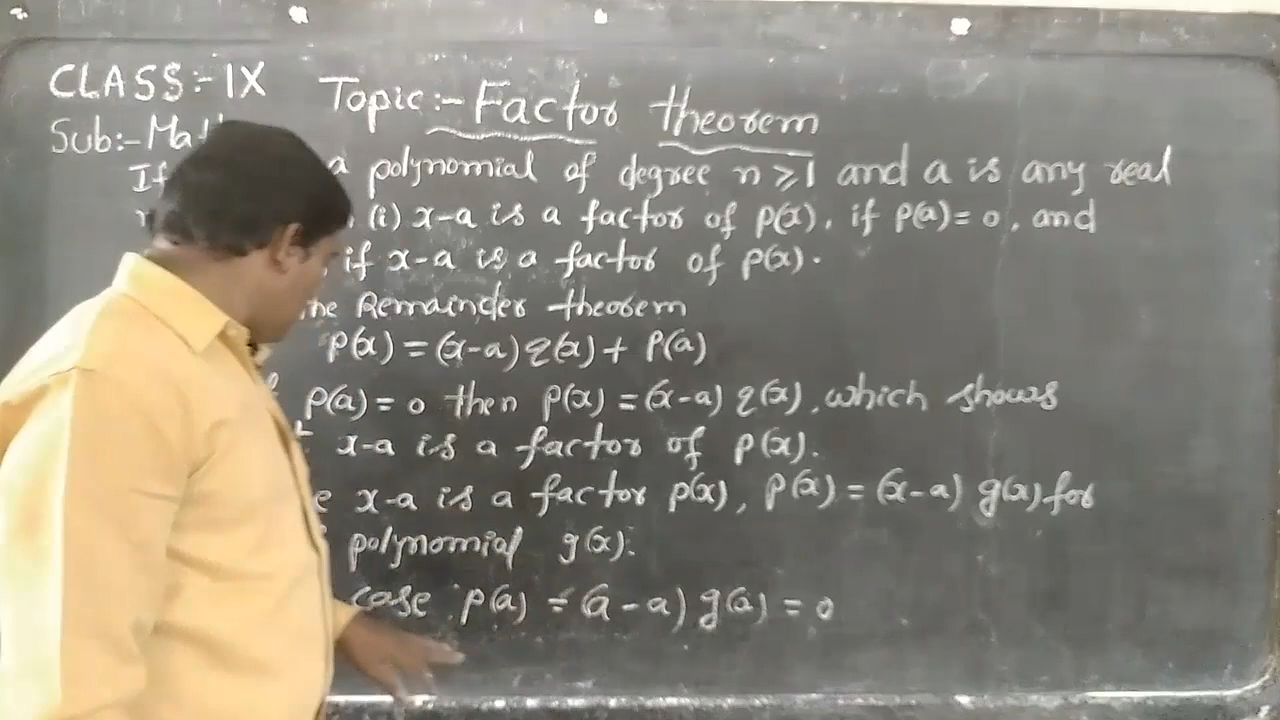 CLASS:- IX Topic:- Factor theorem
Sub:- Math
If a polynomial of degree n ⩾ 1 and a is any real
(i) x-a is a factor of p(x), if p(a) = 0, and
if x-a is a factor of p(x).
Remainder theorem
p(x) = (x-a) q(x) + p(a)
p(a) = 0 then p(x) = (x-a) q(x), which shows
x-a is a factor of p(x).
x-a is a factor p(x), p(x) = (x-a) g(x) for
polynomial g(x).
case p(a) = (a-a) g(a) = 0